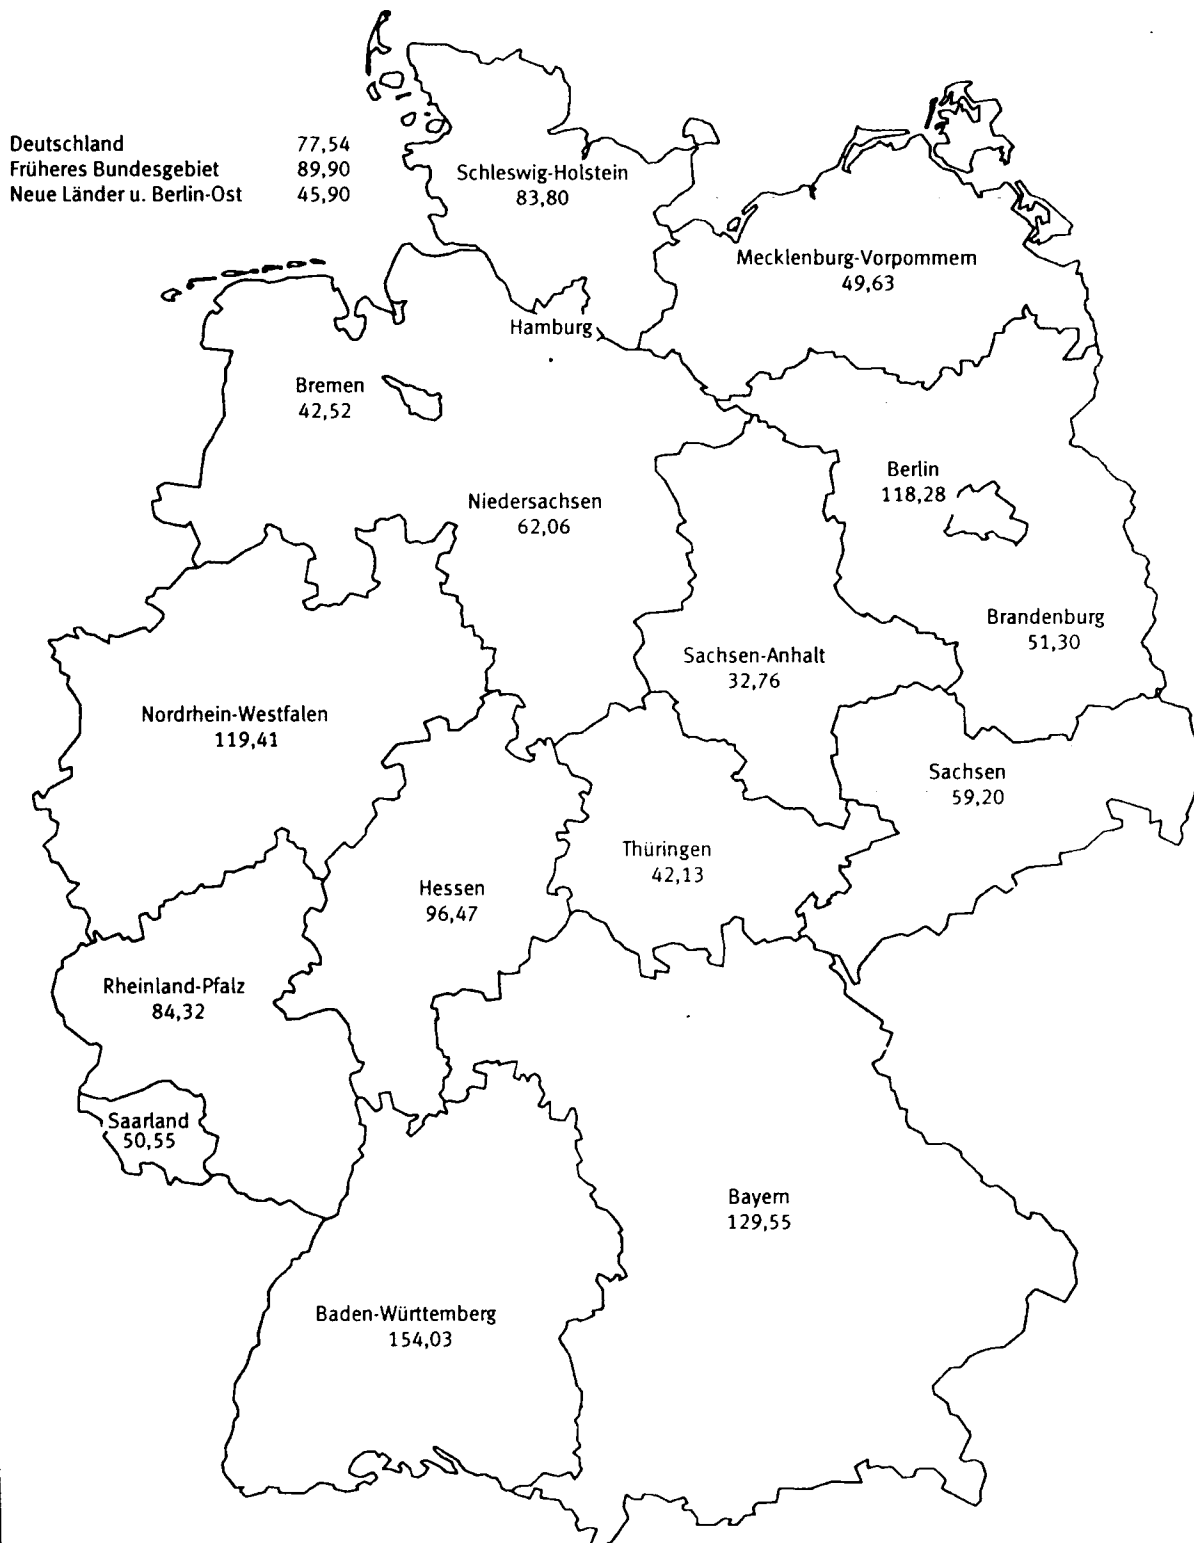 Deutschland 77,54
Früheres Bundesgebiet 89,90
Neue Länder u. Berlin-Ost 45,90
Schleswig-Holstein
83,80
Mecklenburg-Vorpommern
49,63
Hamburg
Bremen
42,52
Berlin
118,28
Niedersachsen
62,06
Brandenburg
51,30
Sachsen-Anhalt
32,76
Nordrhein-Westfalen
119,41
Sachsen
59,20
Thüringen
42,13
Hessen
96,47
Rheinland-Pfalz
84,32
Saarland
50,55
Bayern
129,55
Baden-Württemberg
154,03